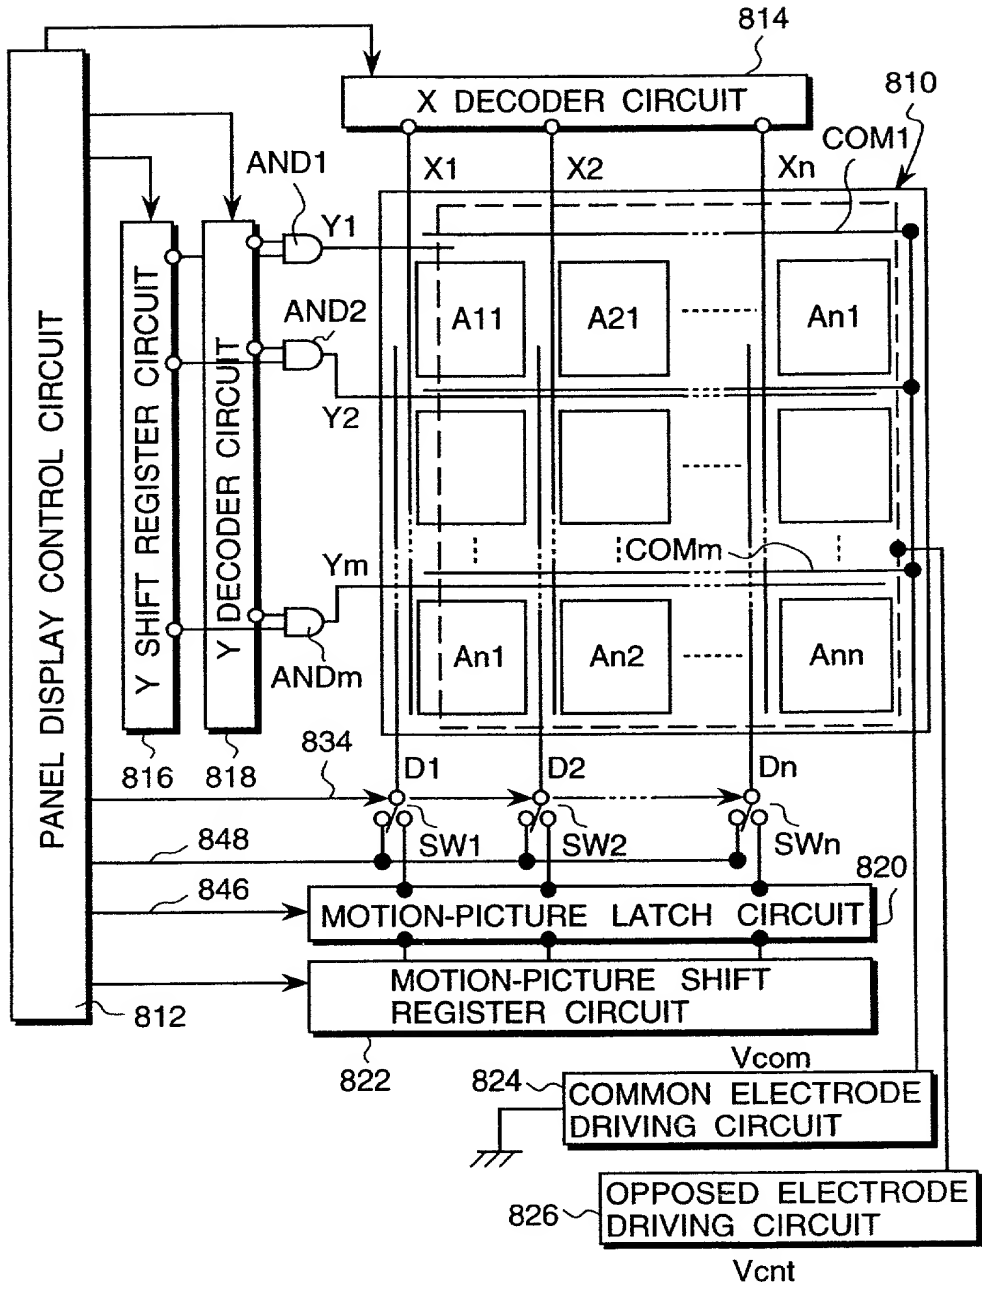 814
X DECODER CIRCUIT
810
COM1
AND1
X1
X2
Xn
Y1
A11
A21
An1
AND2
Y2
PANEL DISPLAY CONTROL CIRCUIT
Y SHIFT REGISTER CIRCUIT
Y DECODER CIRCUIT
COMm
Ym
An1
An2
Ann
ANDm
816
818
834
D1
D2
Dn
SW1
SW2
SWn
848
820
846
MOTION-PICTURE LATCH CIRCUIT
MOTION-PICTURE SHIFT
REGISTER CIRCUIT
812
822
Vcom
824
COMMON ELECTRODE
DRIVING CIRCUIT
826
OPPOSED ELECTRODE
DRIVING CIRCUIT
Vcnt